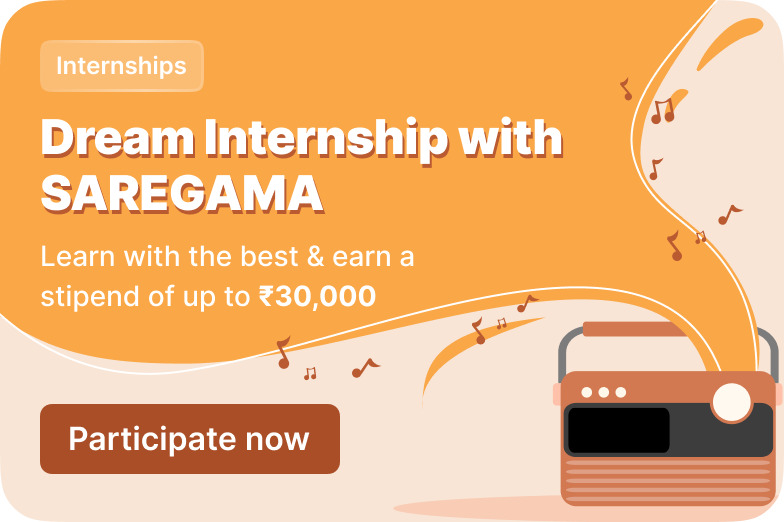 Internships
Dream Internship with
SAREGAMA
Learn with the best & earn a
stipend of up to ₹30,000
Participate now